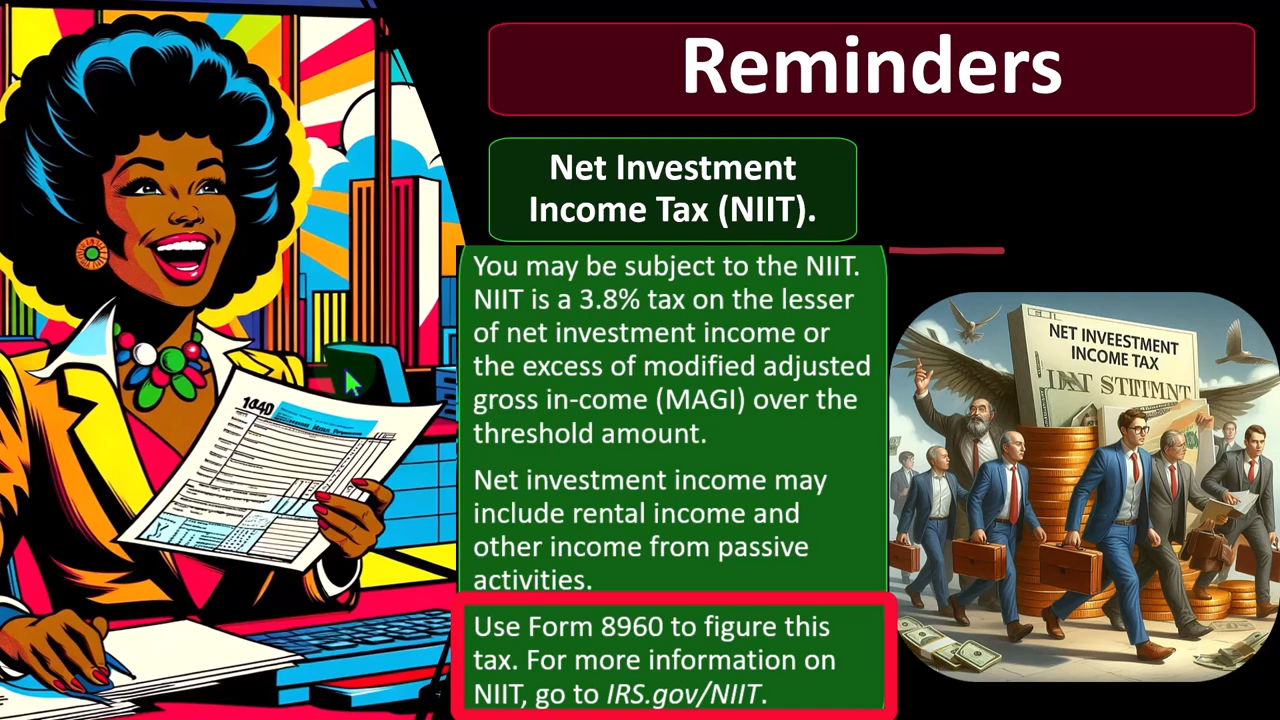 Reminders
Net Investment
Income Tax (NIIT).
You may be subject to the NIIT.
NIIT is a 3.8% tax on the lesser
of net investment income or
the excess of modified adjusted
gross in-come (MAGI) over the
threshold amount.
Net investment income may
include rental income and
other income from passive
activities.
Use Form 8960 to figure this
tax. For more information on
NIIT, go to IRS.gov/NIIT.
1040
NET INVEESTMENT
INCOME TAX